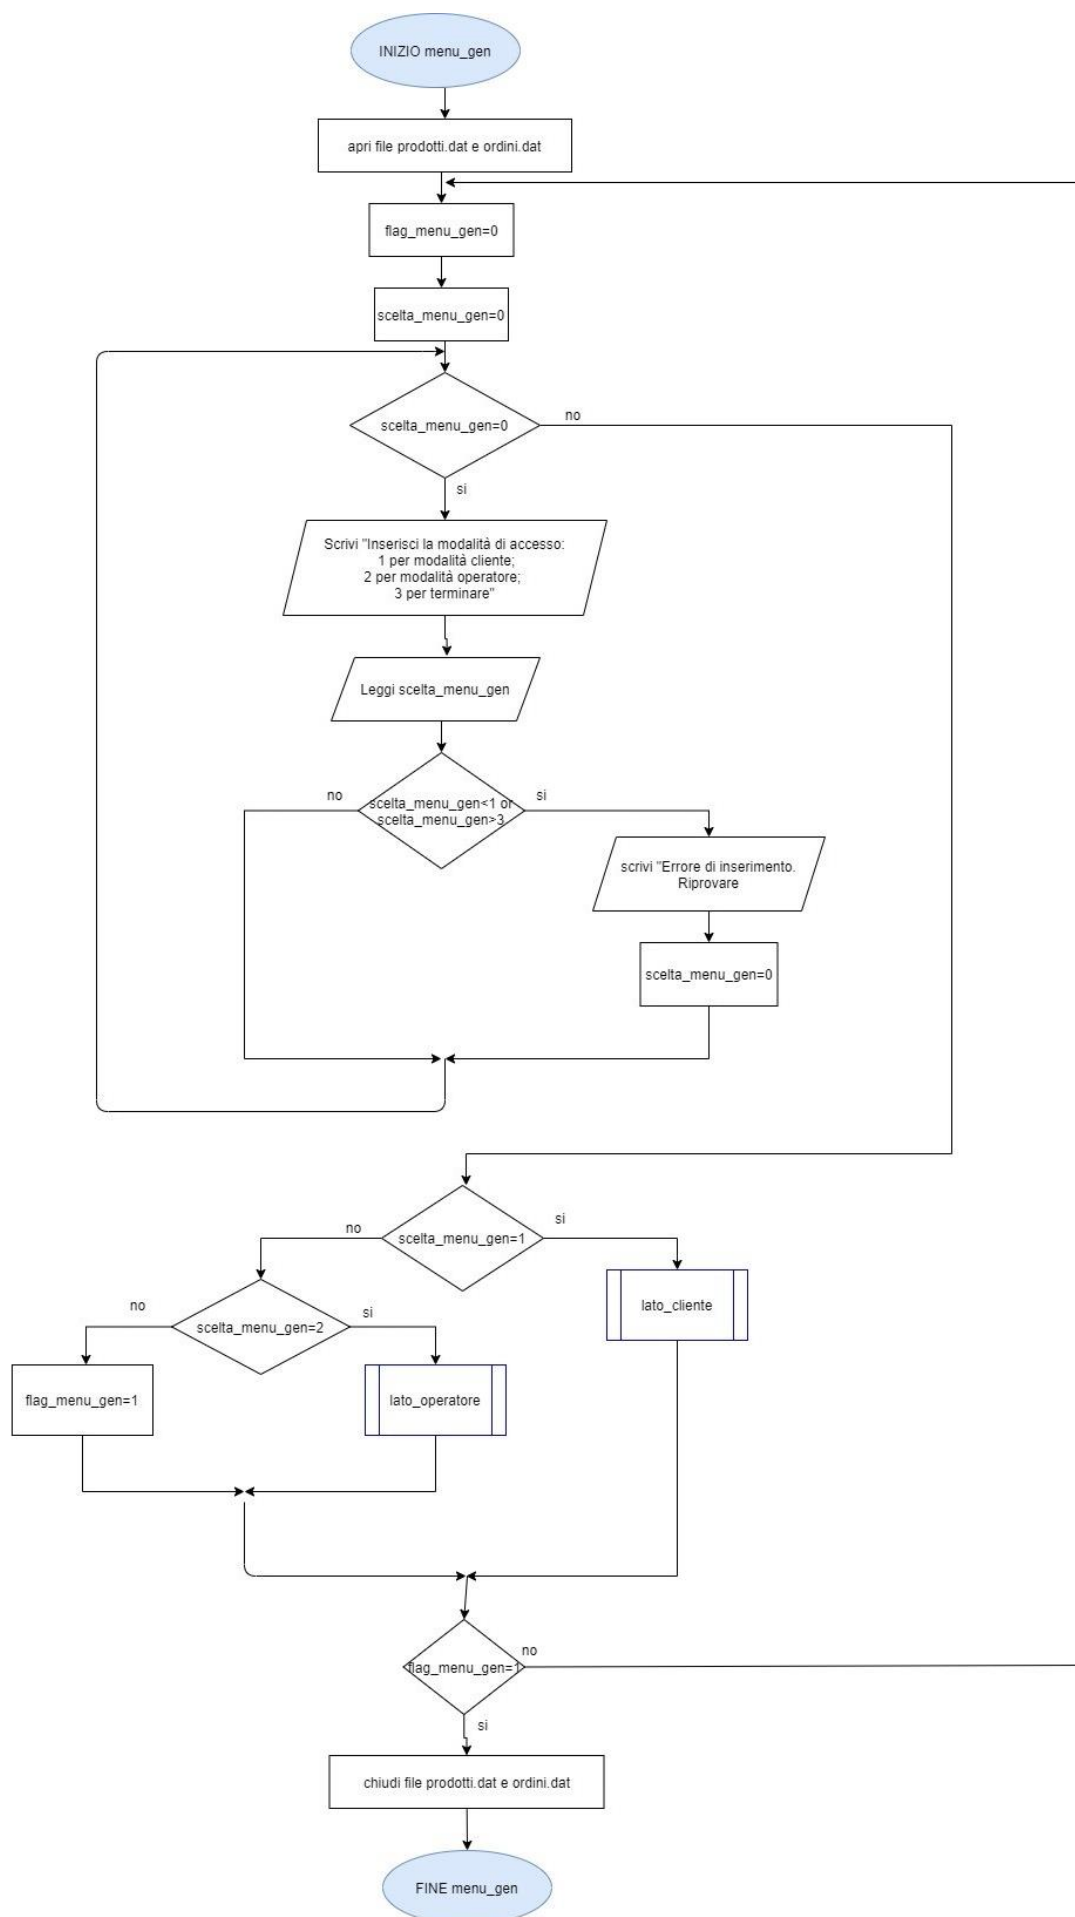 INIZIO menu_gen
apri file prodotti.dat e ordini.dat
flag_menu_gen=0
scelta_menu_gen=0
scelta_menu_gen=0
no
si
Scrivi "Inserisci la modalità di accesso:
1 per modalità cliente;
2 per modalità operatore;
3 per terminare"
Leggi scelta_menu_gen
no
scelta_menu_gen<1 or
scelta_menu_gen>3
si
scrivi "Errore di inserimento.
Riprovare
scelta_menu_gen=0
no
scelta_menu_gen=1
si
no
scelta_menu_gen=2
si
lato_cliente
flag_menu_gen=1
lato_operatore
flag_menu_gen=1
no
si
chiudi file prodotti.dat e ordini.dat
FINE menu_gen